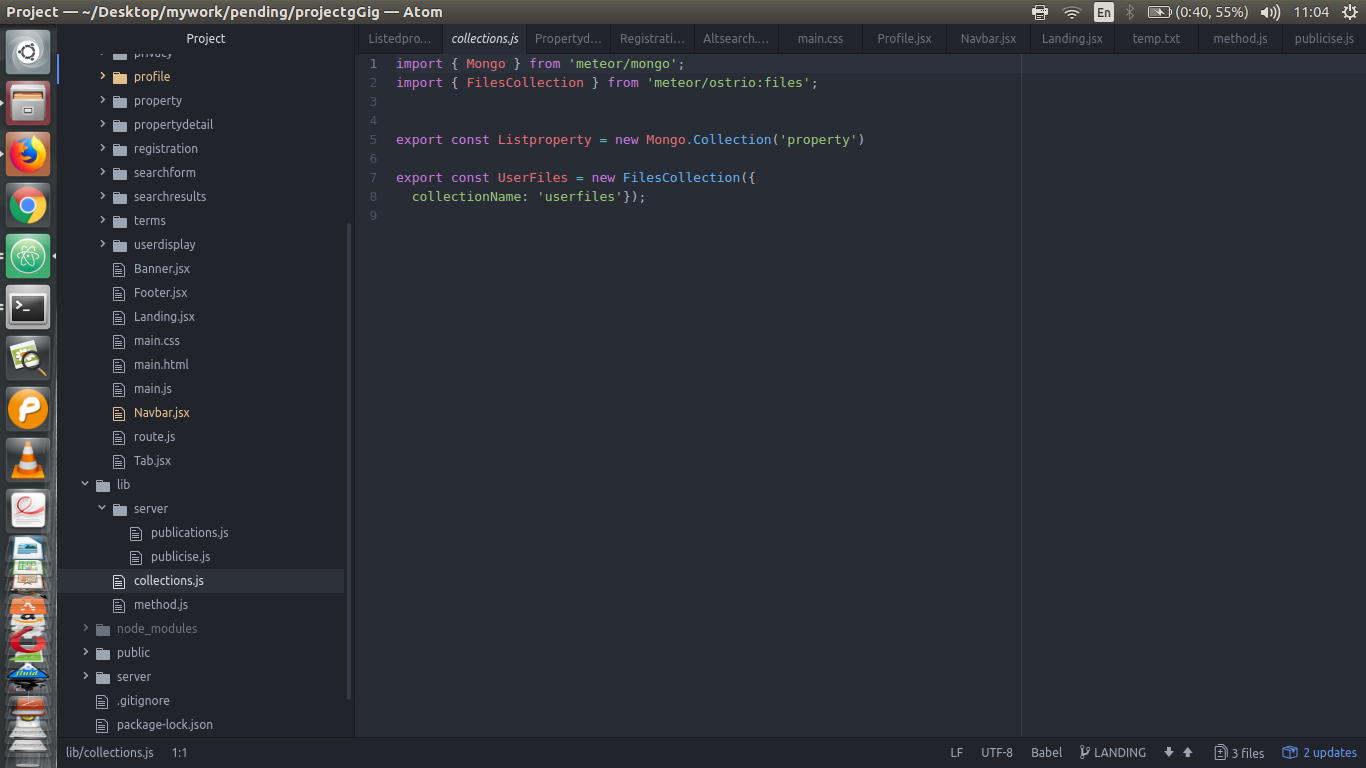 Project — ~/Desktop/mywork/pending/projectgGig — Atom
En (0:40, 55%) 11:04
Project
privacy
profile
property
propertydetail
registration
searchform
searchresults
terms
userdisplay
Banner.jsx
Footer.jsx
Landing.jsx
main.css
main.html
main.js
Navbar.jsx
route.js
Tab.jsx
lib
server
publications.js
publicise.js
collections.js
method.js
node_modules
public
server
.gitignore
package-lock.json
Listedpro… collections.js Propertyd… Registrati… Altsearch.… main.css Profile.jsx Navbar.jsx Landing.jsx temp.txt method.js publicise.js
1 import { Mongo } from 'meteor/mongo';
2 import { FilesCollection } from 'meteor/ostrio:files';
3
4
5 export const Listproperty = new Mongo.Collection('property')
6
7 export const UserFiles = new FilesCollection({
8 collectionName: 'userfiles'});
9
lib/collections.js 1:1
LF UTF-8 Babel LANDING 3 files 2 updates
fluid